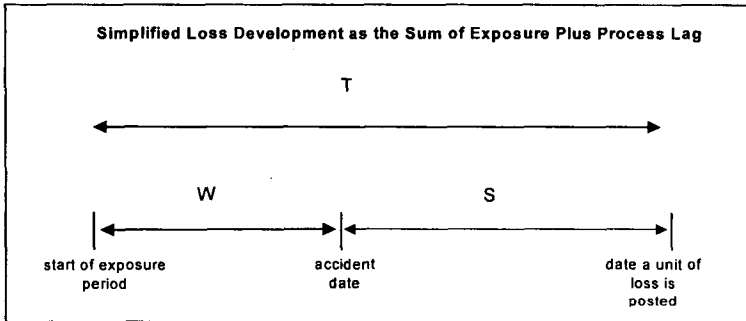 Simplified Loss Development as the Sum of Exposure Plus Process Lag
T
W
S
start of exposure
period
accident
date
date a unit of
loss is
posted